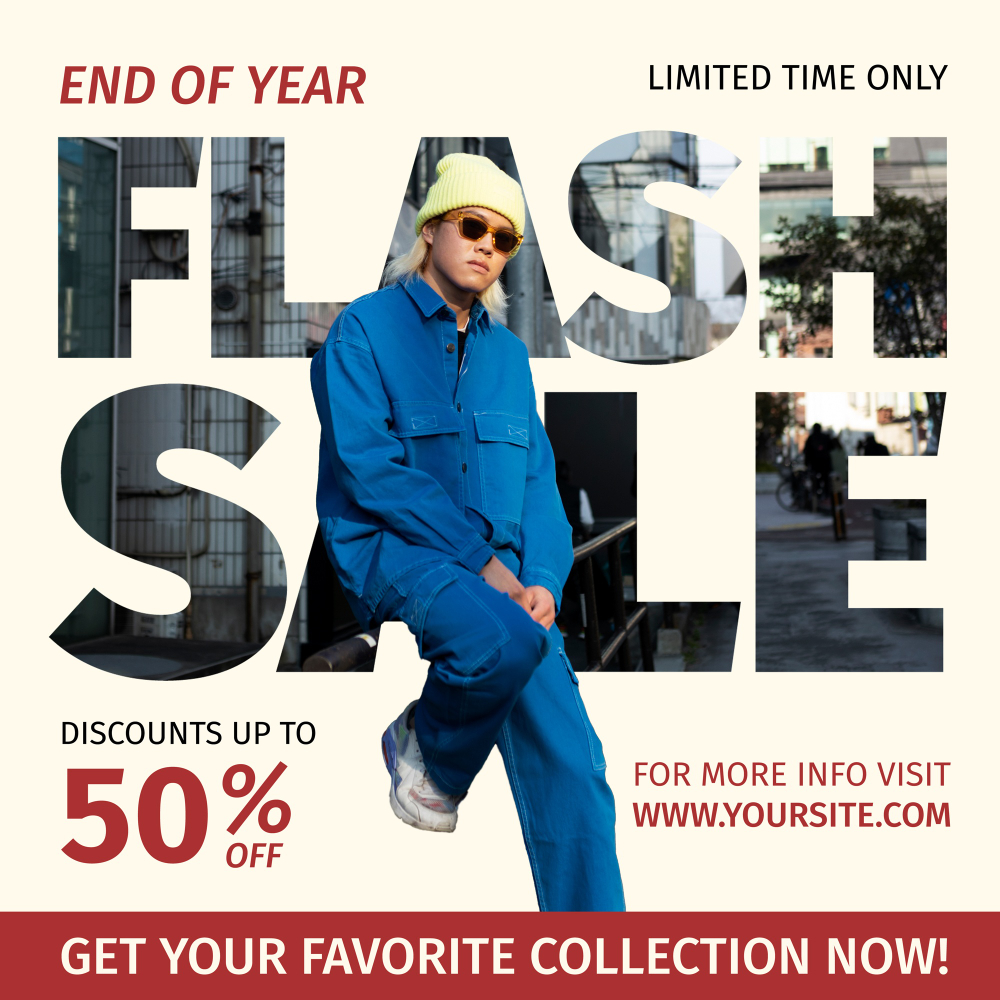 END OF YEAR
LIMITED TIME ONLY
FLASH
SALE
DISCOUNTS UP TO
50%
OFF
FOR MORE INFO VISIT
WWW.YOURSITE.COM
GET YOUR FAVORITE COLLECTION NOW!